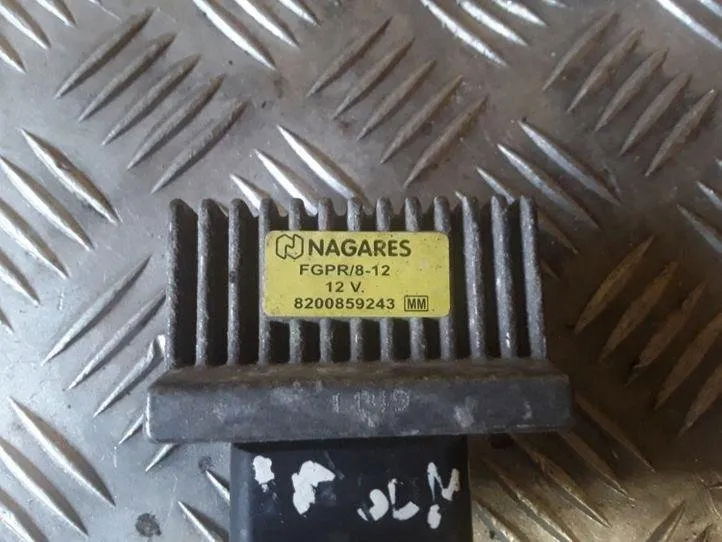 NAGARES
FGPR/8-12
12 V.
8200859243 MM